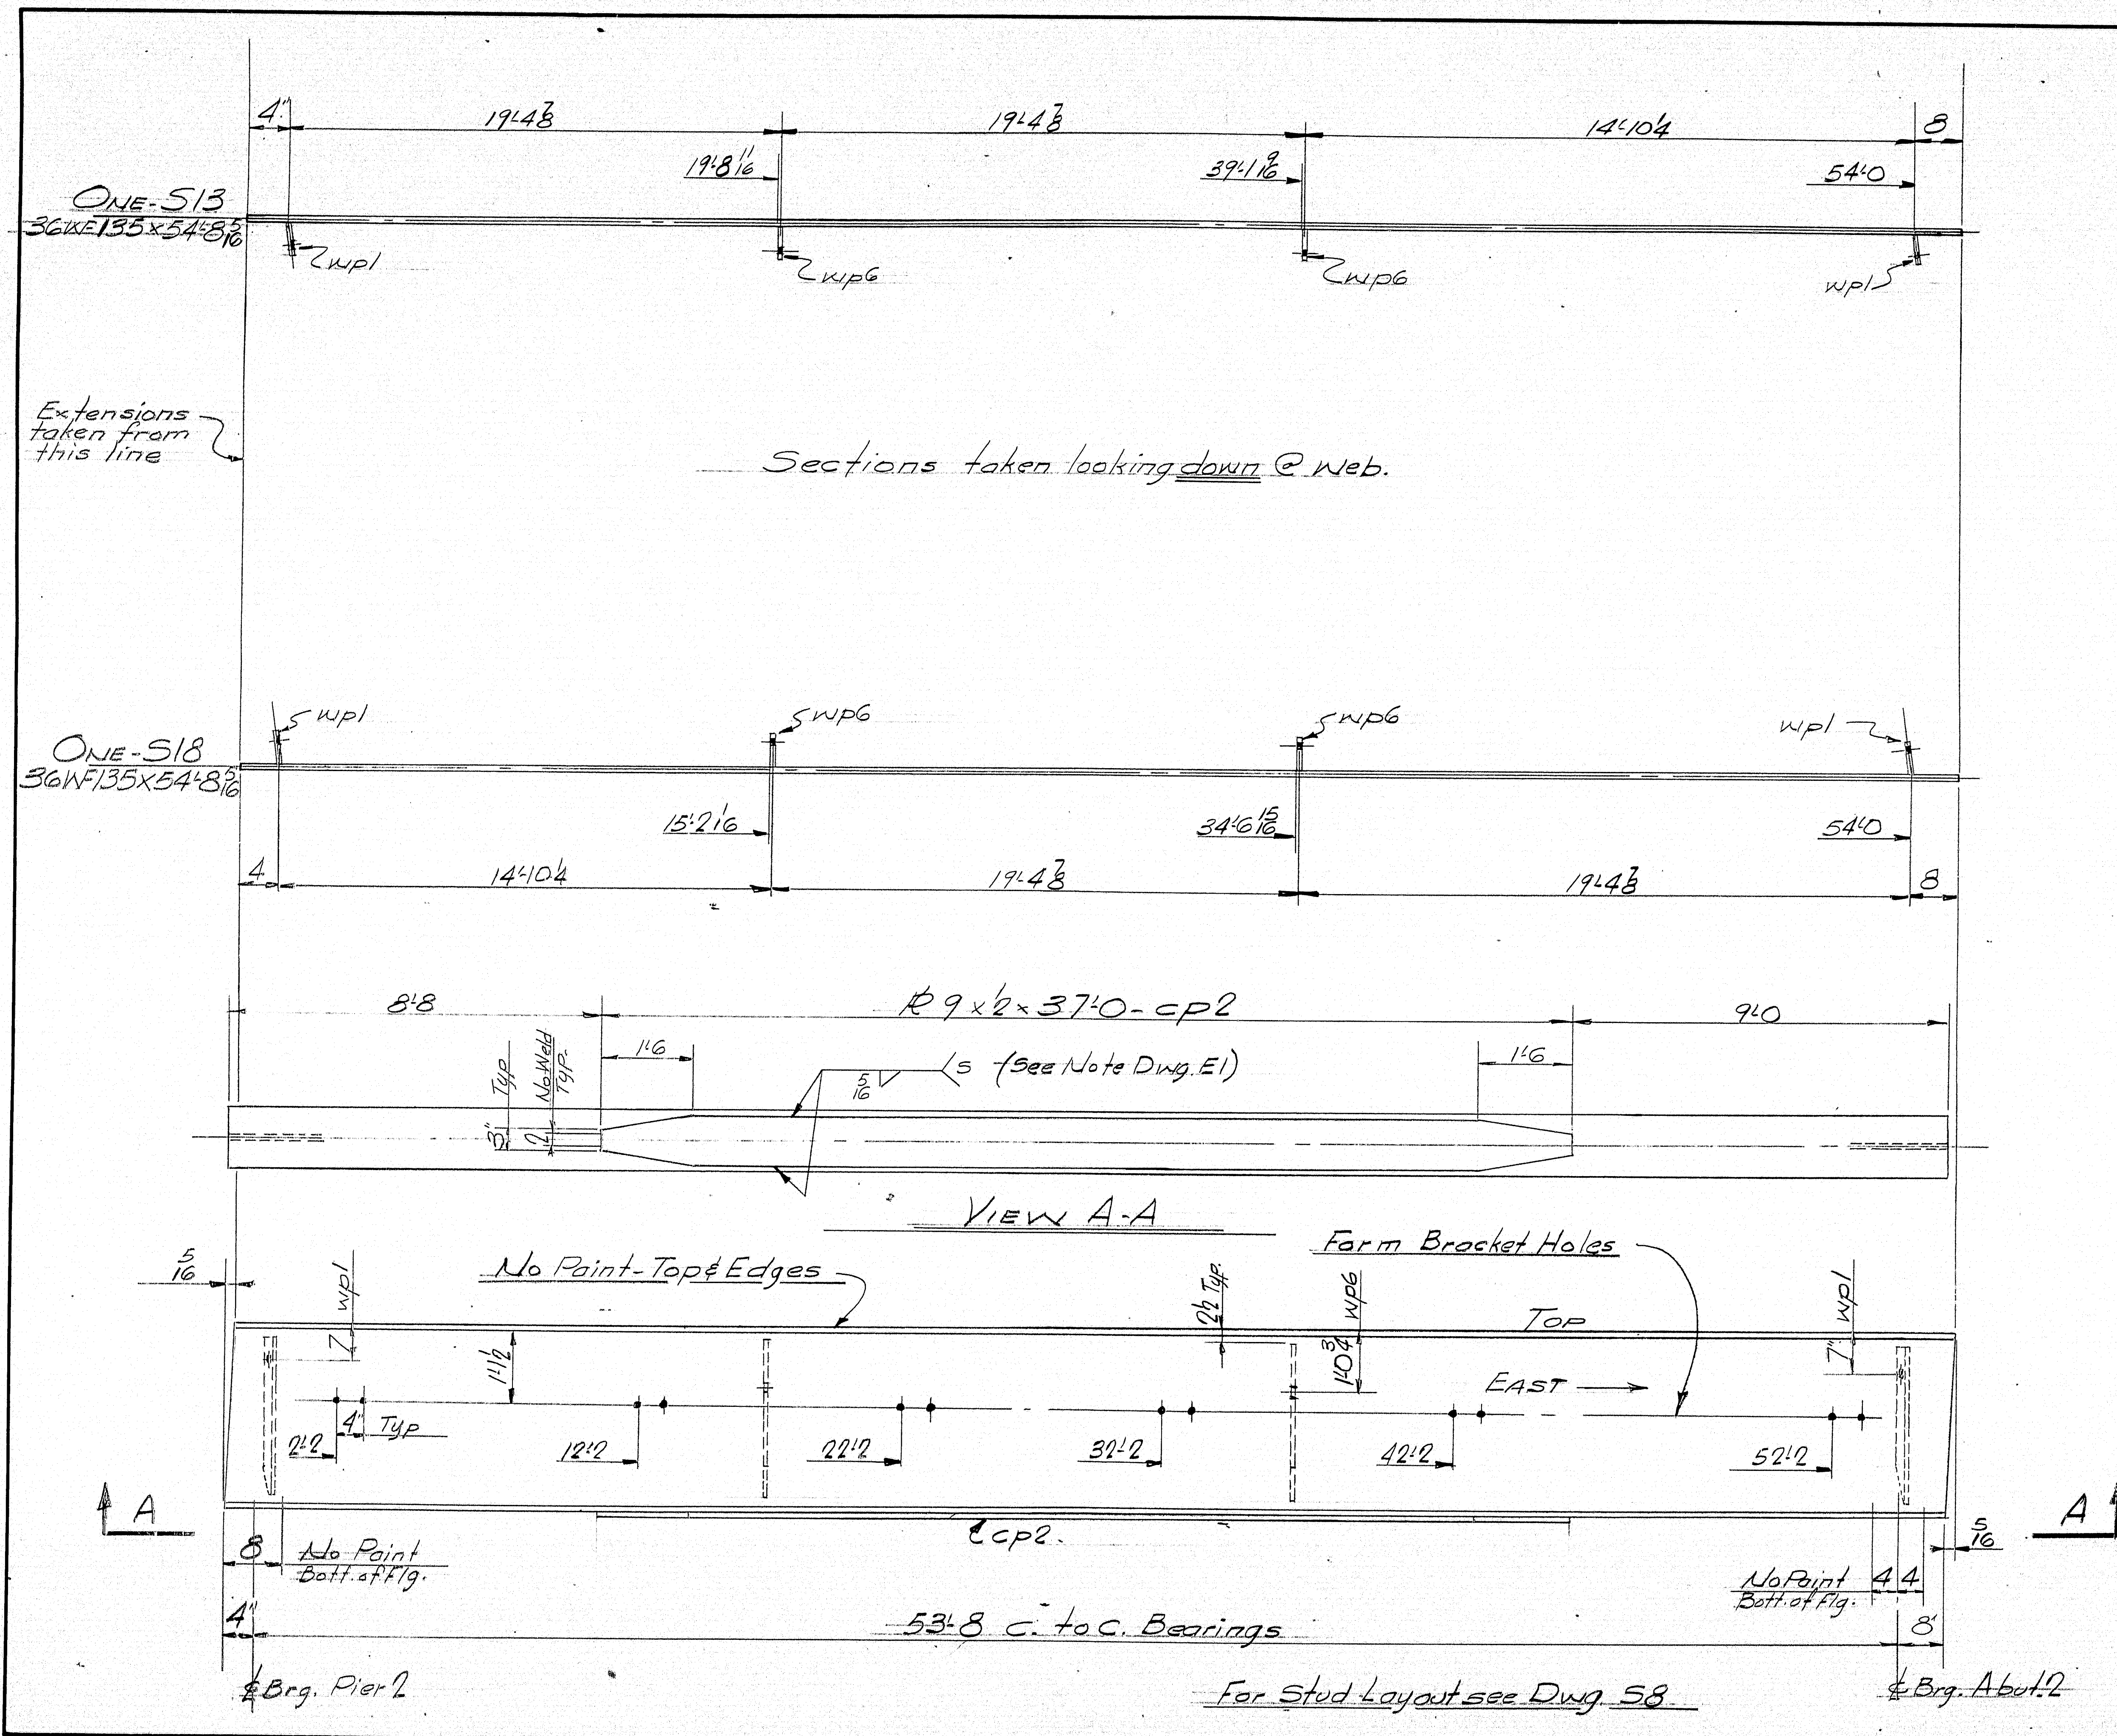 4"
19'-4 7/8
19'-4 7/8
14'-10 1/4
8
19'-8 11/16
39'-1 9/16
54'-0
ONE-S13
36WF135x54'-8 5/16
wp1
wp6
wp6
wp1
Extensions
taken from
this line
Sections taken looking down @ Web.
wp1
wp6
wp6
wp1
ONE-S18
36WF135x54'-8 5/16
15'-2 1/16
34'-6 15/16
54'-0
4
14'-10 1/4
19'-4 7/8
19'-4 7/8
8
8'-8
PL 9 x 1/2 x 37'-0 - cp2
9'-0
1'-6
5/16
S (See Note Dwg. E1)
1'-6
3" Typ
2 No Weld Typ.
VIEW A-A
5/16
7 wp1
No Paint-Top & Edges
2 1/2 Typ.
1'-0 3/4 wp6
Form Bracket Holes
7" wp1
TOP
1'-1 1/2
EAST
4" Typ
2'-2
12'-2
22'-2
32'-2
42'-2
52'-2
A
A
cp2.
8
No Paint
Bott. of Flg.
5/16
No Paint
Bott. of Flg.
4 4
4"
53'-8 c. to c. Bearings
8"
℄ Brg. Pier 2
For Stud Layout see Dwg. S8
℄ Brg. Abut. 2